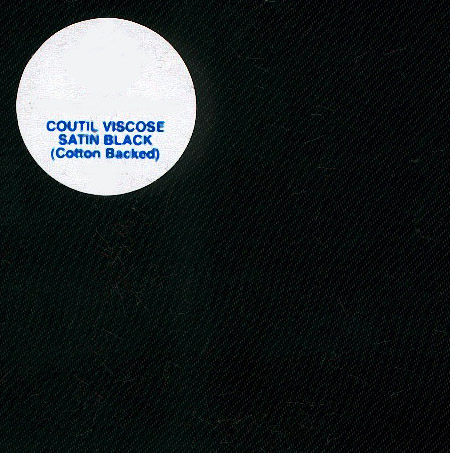 COUTIL VISCOSE
SATIN BLACK
(Cotton Backed)